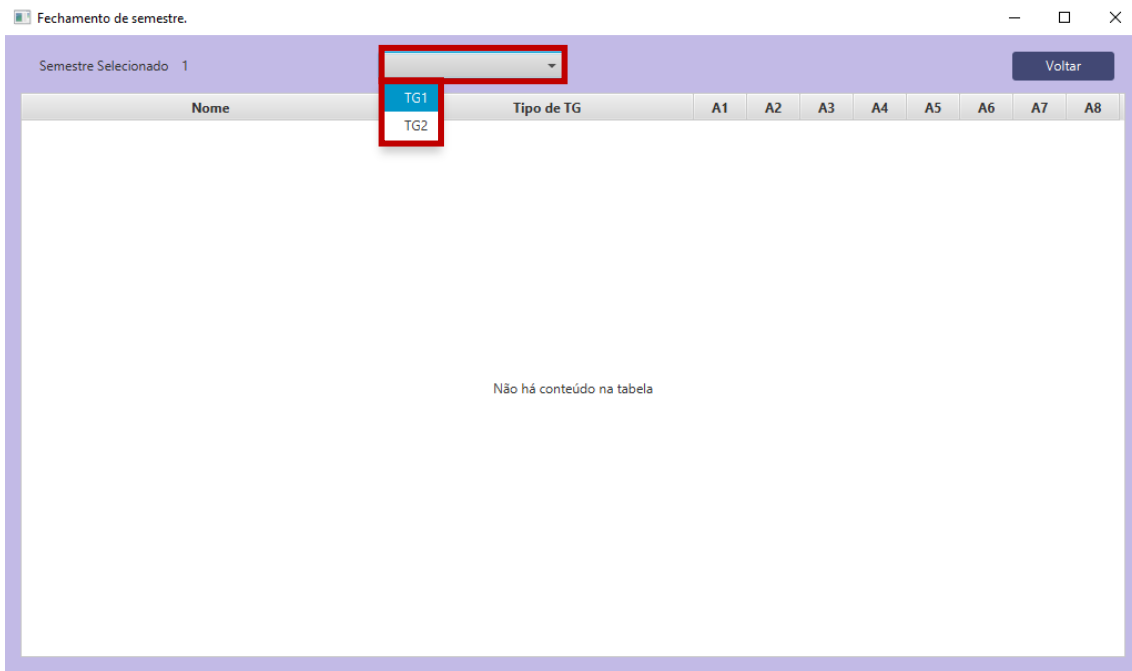 Fechamento de semestre.
Semestre Selecionado 1
Voltar
Nome Tipo de TG A1 A2 A3 A4 A5 A6 A7 A8
TG1
TG2
Não há conteúdo na tabela